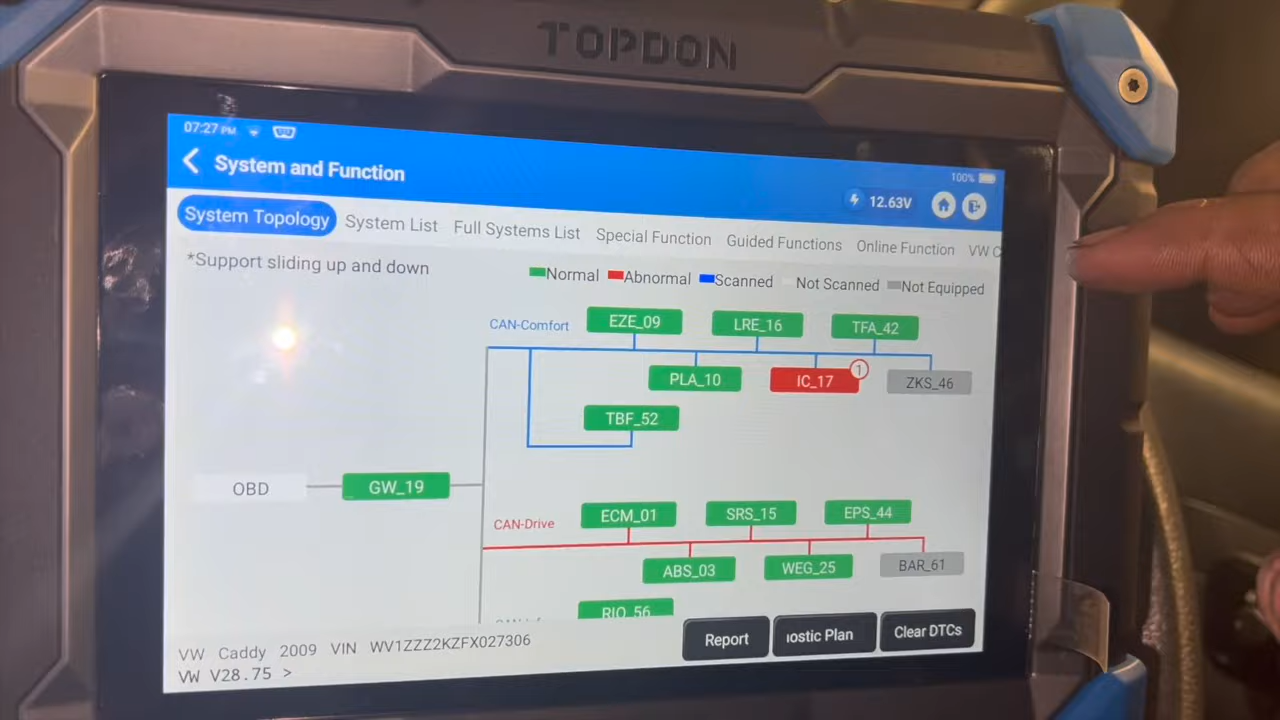 TOPDON
07:27 PM
100%
System and Function
12.63V
System Topology System List Full Systems List Special Function Guided Functions Online Function VW C
*Support sliding up and down
Normal Abnormal Scanned Not Scanned Not Equipped
CAN-Comfort EZE_09 LRE_16 TFA_42
PLA_10 IC_17 1 ZKS_46
TBF_52
OBD GW_19
CAN-Drive ECM_01 SRS_15 EPS_44
ABS_03 WEG_25 BAR_61
RIO_56
Report iostic Plan Clear DTCs
VW Caddy 2009 VIN WV1ZZZ2KZFX027306
VW V28.75 >